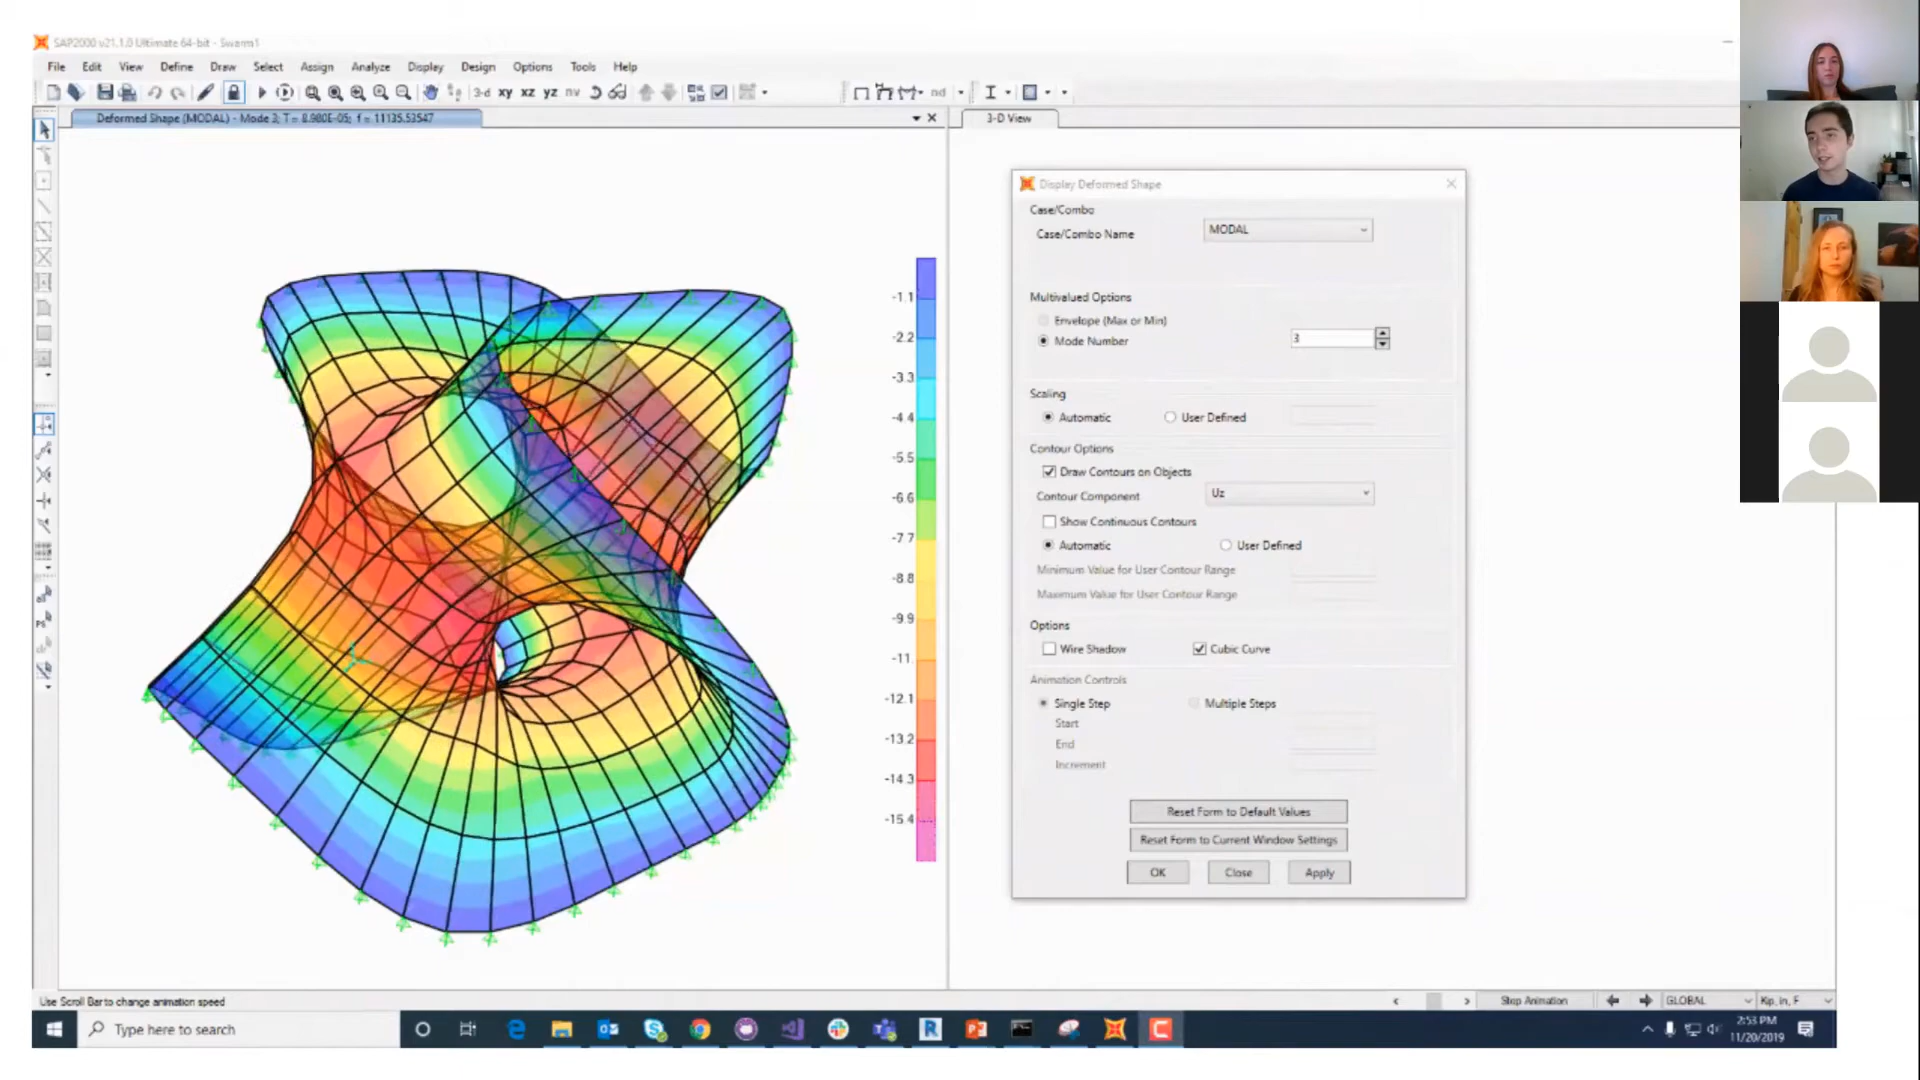 SAP2000 v21.1.0 Ultimate 64-bit - Swarm1
File Edit View Define Draw Select Assign Analyze Display Design Options Tools Help
3-d xy xz yz nv
nd
Deformed Shape (MODAL) - Mode 3; T = 8.980E-05; f = 11135.53547
3-D View
Display Deformed Shape
Case/Combo
Case/Combo Name MODAL
Multivalued Options
Envelope (Max or Min)
Mode Number 3
Scaling
Automatic User Defined
Contour Options
Draw Contours on Objects
Contour Component Uz
Show Continuous Contours
Automatic User Defined
Minimum Value for User Contour Range
Maximum Value for User Contour Range
Options
Wire Shadow Cubic Curve
Animation Controls
Single Step Multiple Steps
Start
End
Increment
Reset Form to Default Values
Reset Form to Current Window Settings
OK Close Apply
-1.1
-2.2
-3.3
-4.4
-5.5
-6.6
-7.7
-8.8
-9.9
-11.
-12.1
-13.2
-14.3
-15.4
Use Scroll Bar to change animation speed
Stop Animation GLOBAL Kip, in, F
Type here to search
2:53 PM
11/20/2019